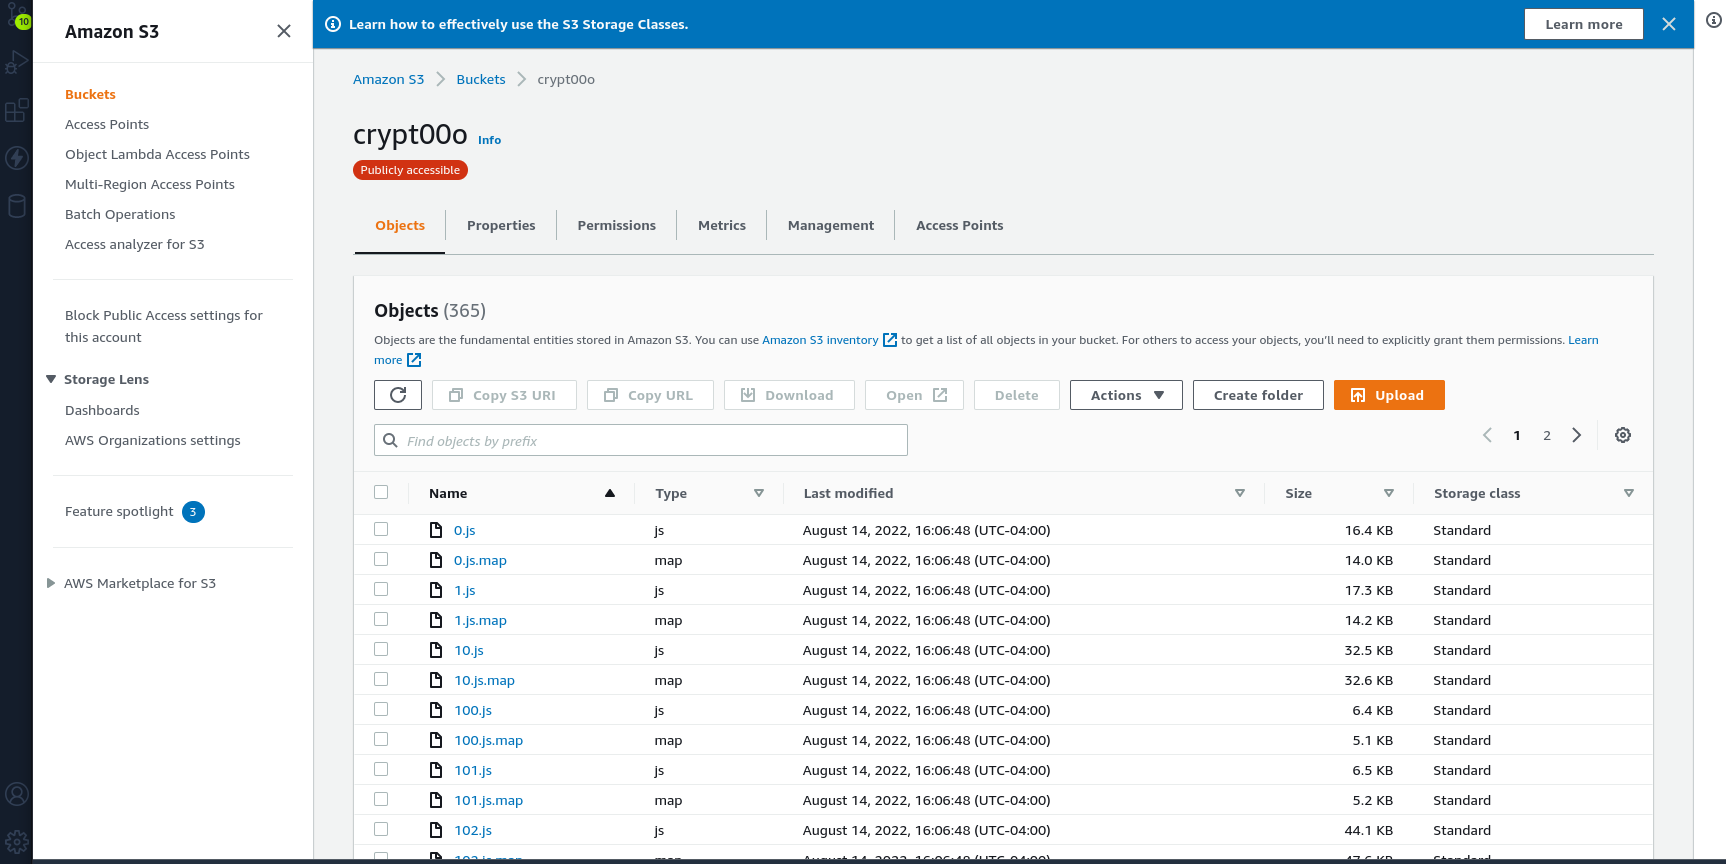 10
Amazon S3
Buckets
Access Points
Object Lambda Access Points
Multi-Region Access Points
Batch Operations
Access analyzer for S3
Block Public Access settings for
this account
Storage Lens
Dashboards
AWS Organizations settings
Feature spotlight 3
AWS Marketplace for S3
Learn how to effectively use the S3 Storage Classes.
Learn more
Amazon S3 Buckets crypt00o
crypt00o Info
Publicly accessible
Objects Properties Permissions Metrics Management Access Points
Objects (365)
Objects are the fundamental entities stored in Amazon S3. You can use Amazon S3 inventory to get a list of all objects in your bucket. For others to access your objects, you'll need to explicitly grant them permissions. Learn
more
Copy S3 URI Copy URL Download Open Delete Actions Create folder Upload
Find objects by prefix
1 2
Name Type Last modified Size Storage class
0.js js August 14, 2022, 16:06:48 (UTC-04:00) 16.4 KB Standard
0.js.map map August 14, 2022, 16:06:48 (UTC-04:00) 14.0 KB Standard
1.js js August 14, 2022, 16:06:48 (UTC-04:00) 17.3 KB Standard
1.js.map map August 14, 2022, 16:06:48 (UTC-04:00) 14.2 KB Standard
10.js js August 14, 2022, 16:06:48 (UTC-04:00) 32.5 KB Standard
10.js.map map August 14, 2022, 16:06:48 (UTC-04:00) 32.6 KB Standard
100.js js August 14, 2022, 16:06:48 (UTC-04:00) 6.4 KB Standard
100.js.map map August 14, 2022, 16:06:48 (UTC-04:00) 5.1 KB Standard
101.js js August 14, 2022, 16:06:48 (UTC-04:00) 6.5 KB Standard
101.js.map map August 14, 2022, 16:06:48 (UTC-04:00) 5.2 KB Standard
102.js js August 14, 2022, 16:06:48 (UTC-04:00) 44.1 KB Standard